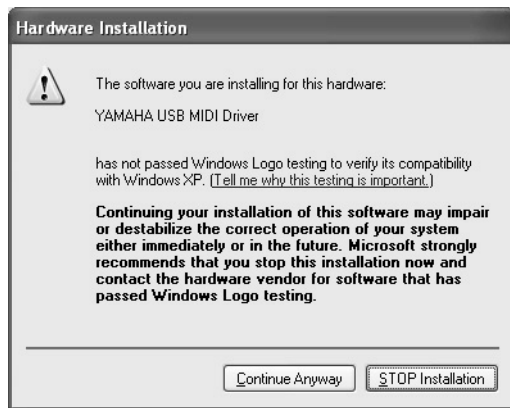 Hardware Installation
The software you are installing for this hardware:
YAMAHA USB MIDI Driver
has not passed Windows Logo testing to verify its compatibility
with Windows XP. (Tell me why this testing is important.)
Continuing your installation of this software may impair
or destabilize the correct operation of your system
either immediately or in the future. Microsoft strongly
recommends that you stop this installation now and
contact the hardware vendor for software that has
passed Windows Logo testing.
Continue Anyway
STOP Installation